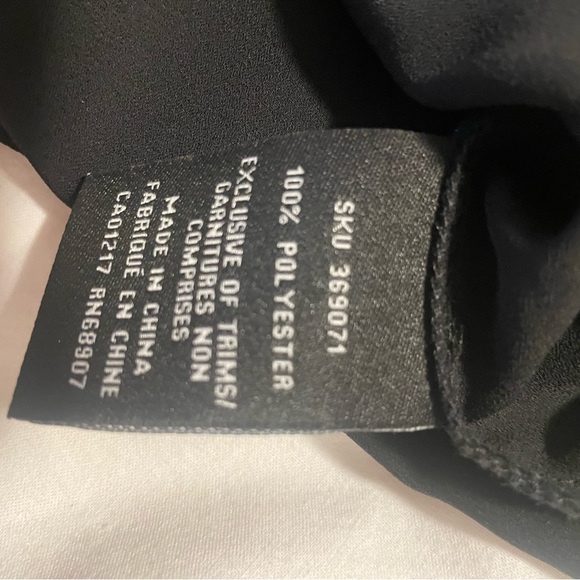 SKU 369071
100% POLYESTER
EXCLUSIVE OF TRIMS/
GARNITURES NON
COMPRISES
MADE IN CHINA
FABRIQUÉ EN CHINE
CA01217 RN68907